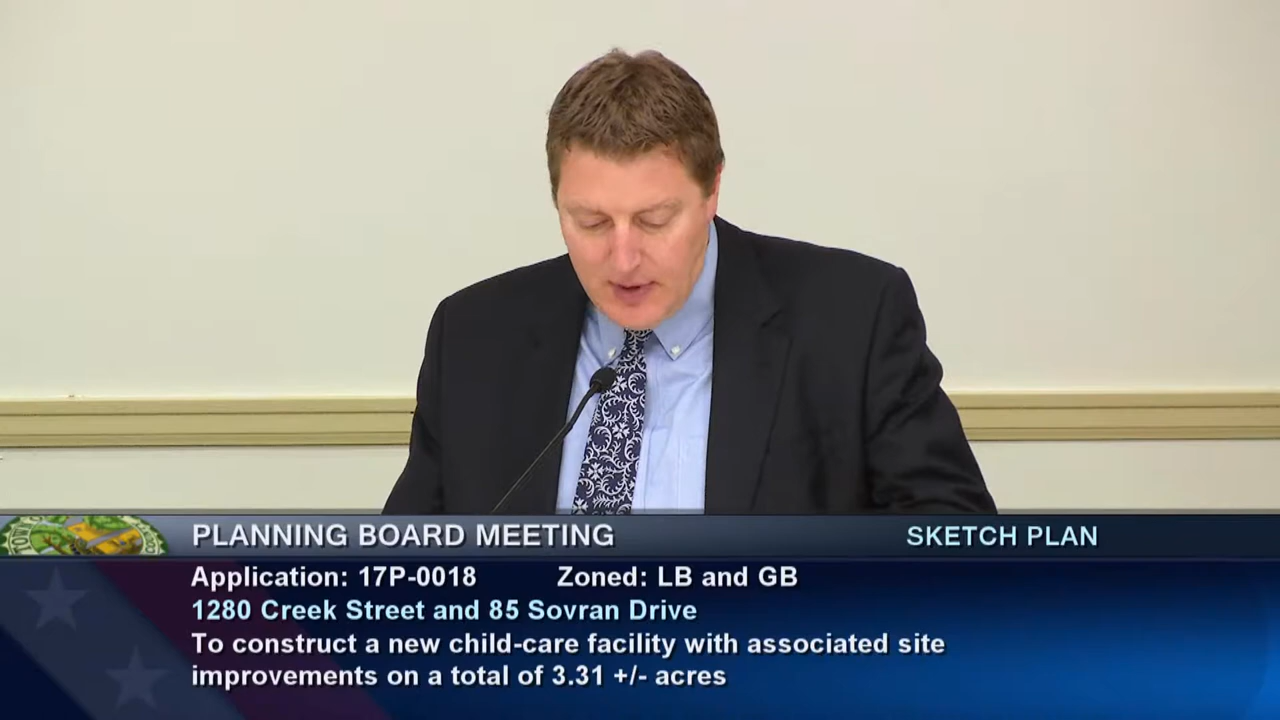 PLANNING BOARD MEETING
SKETCH PLAN
Application: 17P-0018
Zoned: LB and GB
1280 Creek Street and 85 Sovran Drive
To construct a new child-care facility with associated site
improvements on a total of 3.31 +/- acres